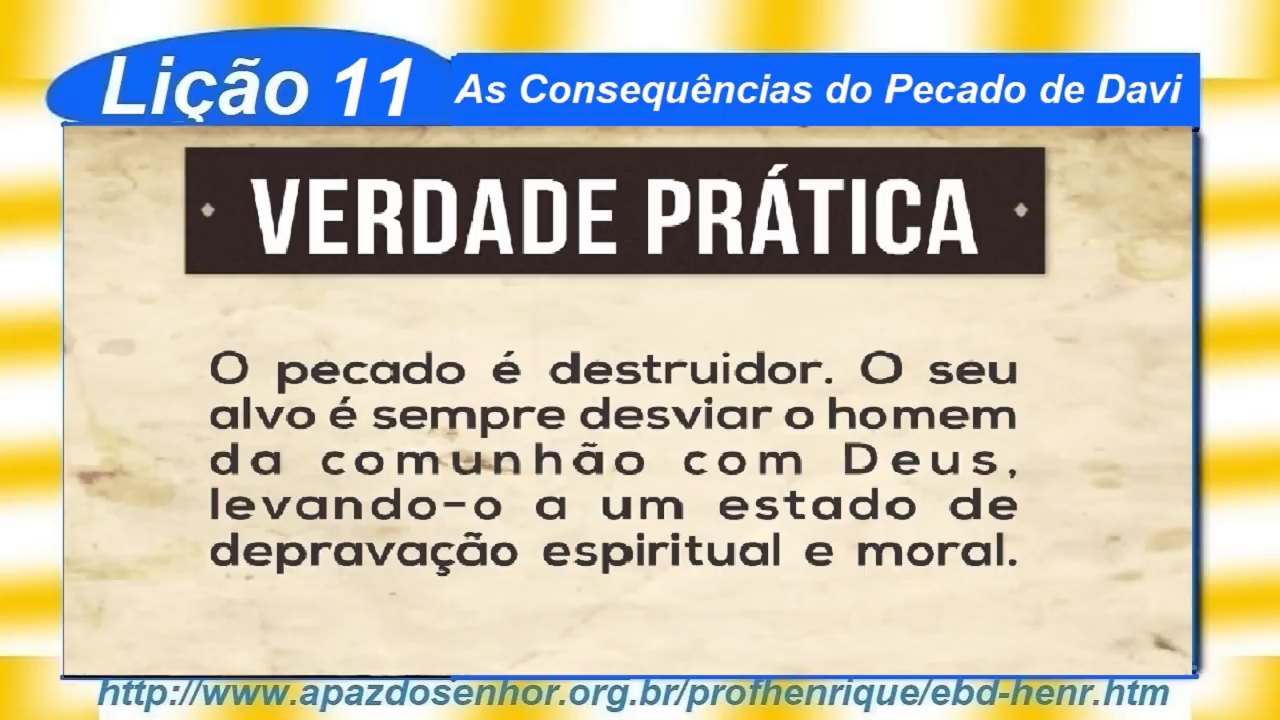 Lição 11 As Consequências do Pecado de Davi
VERDADE PRÁTICA
O pecado é destruidor. O seu
alvo é sempre desviar o homem
da comunhão com Deus,
levando-o a um estado de
depravação espiritual e moral.
http://www.apazdosenhor.org.br/profhenrique/ebd-henr.htm